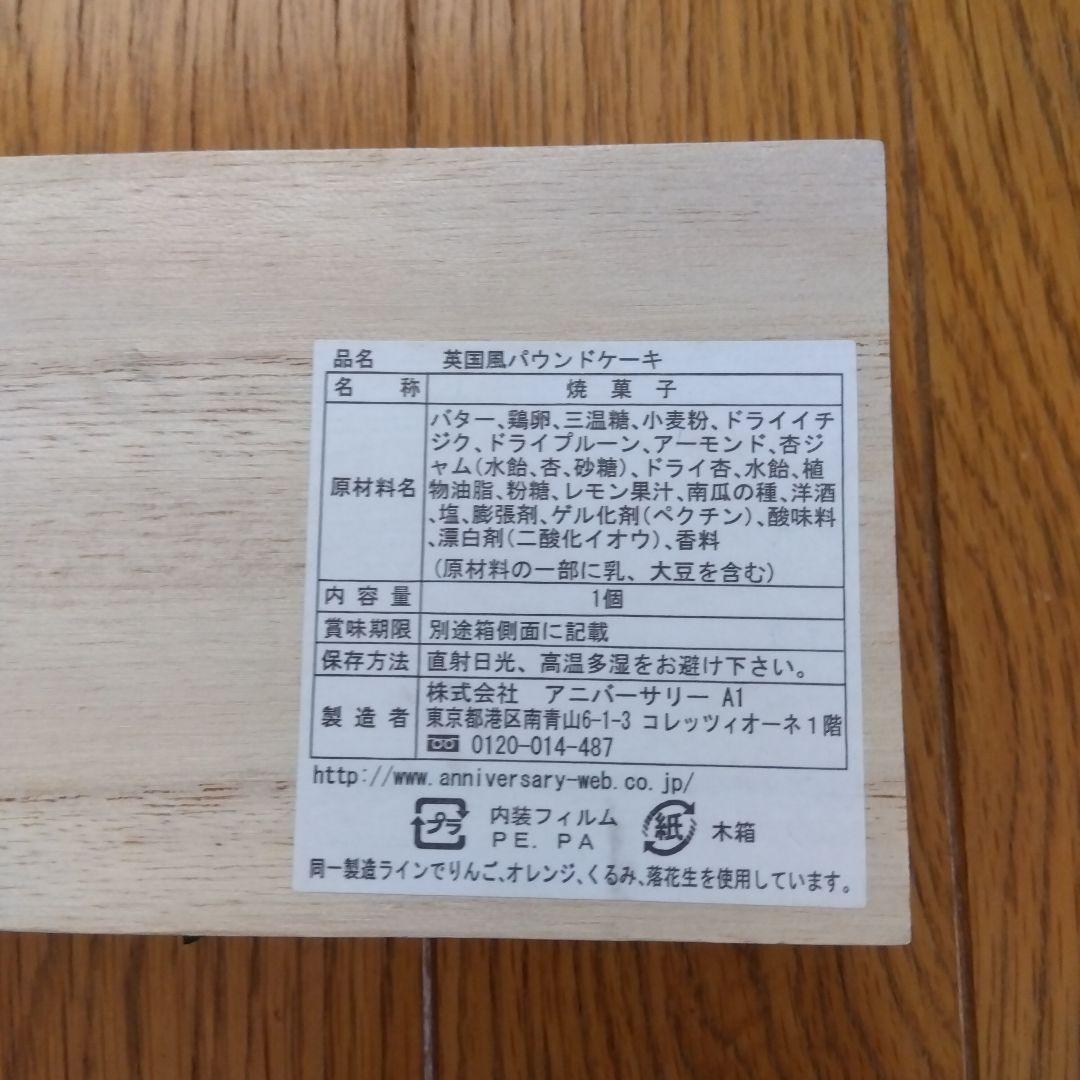 品名 英国風パウンドケーキ
名 称 焼 菓 子
原材料名 バター、鶏卵、三温糖、小麦粉、ドライイチ
ジク、ドライプルーン、アーモンド、杏ジ
ャム(水飴、杏、砂糖)、ドライ杏、水飴、植
物油脂、粉糖、レモン果汁、南瓜の種、洋酒
、塩、膨張剤、ゲル化剤(ペクチン)、酸味料
、漂白剤(二酸化イオウ)、香料
(原材料の一部に乳、大豆を含む)
内 容 量 1個
賞味期限 別途箱側面に記載
保存方法 直射日光、高温多湿をお避け下さい。
製 造 者 株式会社 アニバーサリー A1
東京都港区南青山6-1-3 コレッツィオーネ1階
0120-014-487
http://www.anniversary-web.co.jp/
プラ 内装フィルム 紙 木箱
PE. PA
同一製造ラインでりんご、オレンジ、くるみ、落花生を使用しています。